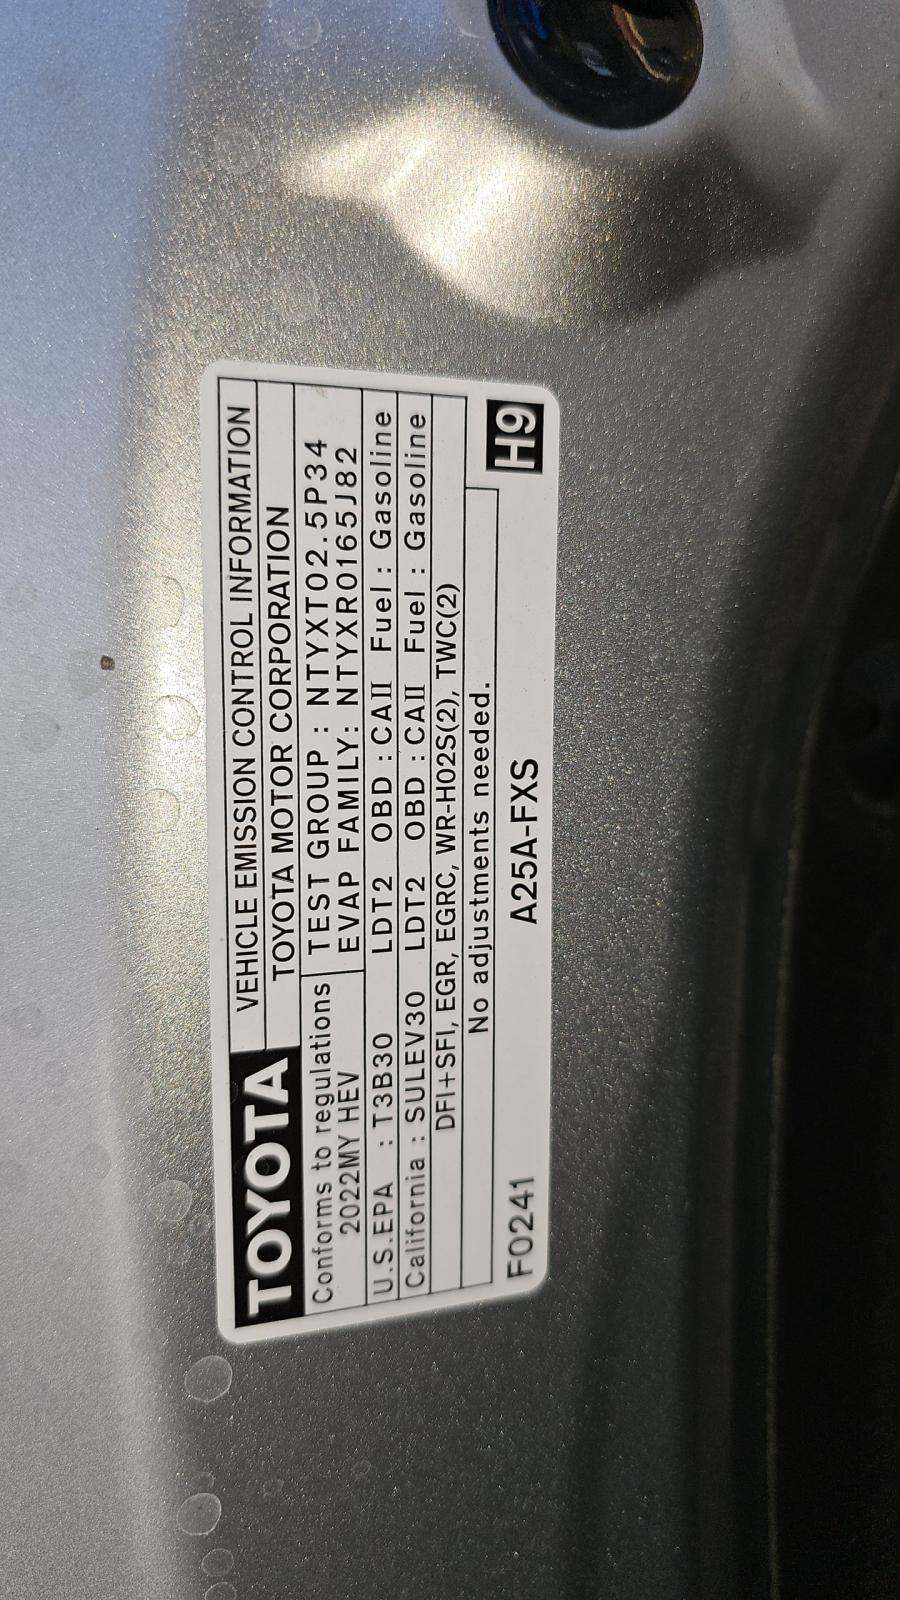 TOYOTA
VEHICLE EMISSION CONTROL INFORMATION
TOYOTA MOTOR CORPORATION
Conforms to regulations
2022MY HEV
TEST GROUP : NTYXT02.5P34
EVAP FAMILY: NTYXR0165J82
U.S.EPA : T3B30 LDT2 OBD : CAII Fuel : Gasoline
California : SULEV30 LDT2 OBD : CAII Fuel : Gasoline
DFI+SFI, EGR, EGRC, WR-HO2S(2), TWC(2)
No adjustments needed.
F0241 A25A-FXS H9